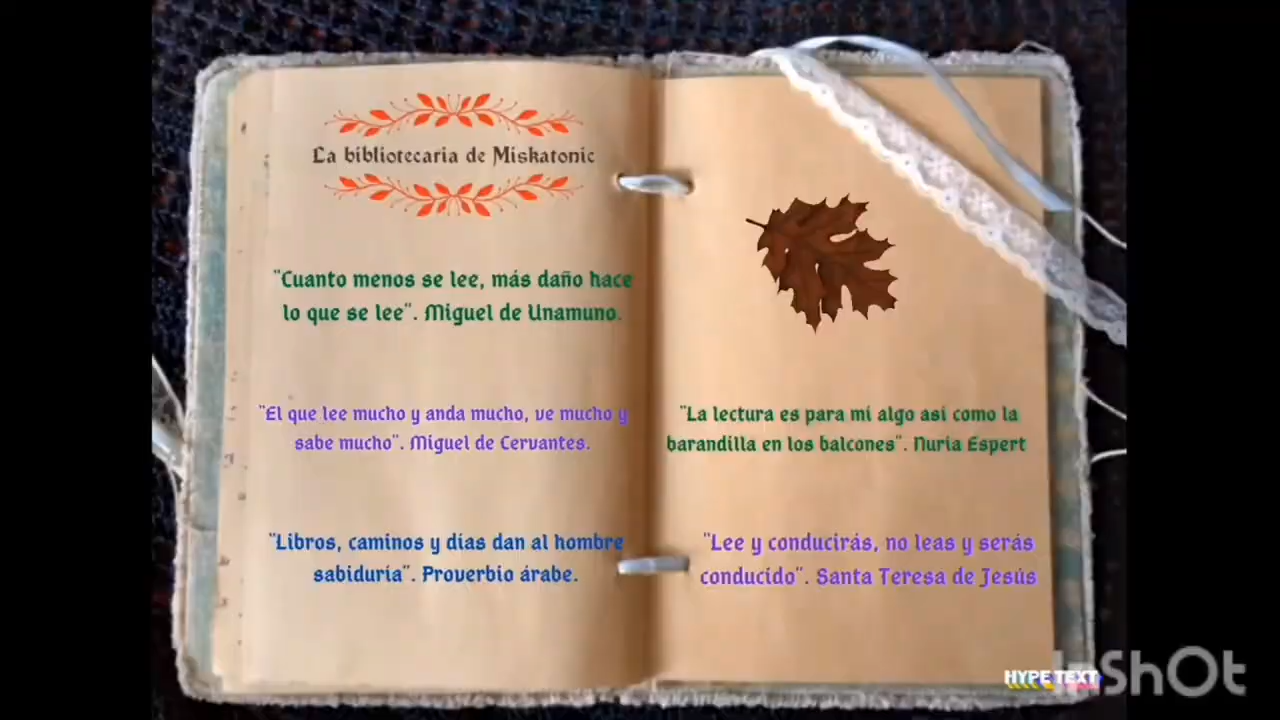 La bibliotecaria de Miskatonic
"Cuanto menos se lee, más daño hace
lo que se lee". Miguel de Unamuno.
"El que lee mucho y anda mucho, ve mucho y
sabe mucho". Miguel de Cervantes.
"Libros, caminos y días dan al hombre
sabiduría". Proverbio árabe.
"La lectura es para mí algo así como la
barandilla en los balcones". Nuria Espert
"Lee y conducirás, no leas y serás
conducido". Santa Teresa de Jesús
HYPE TEXT
InShOt